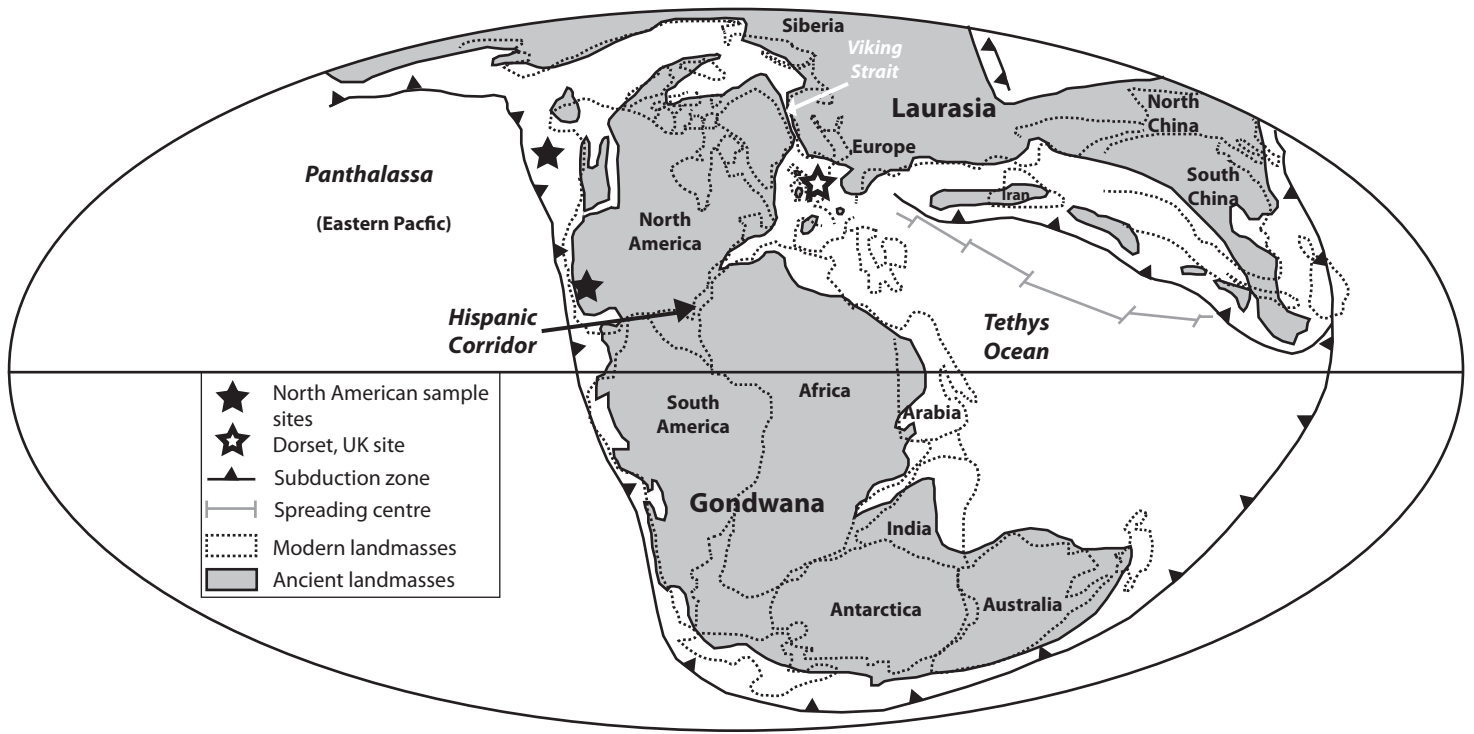 Siberia
Viking
Strait
Laurasia
North
China
Europe
Panthalassa
South
China
Iran
(Eastern Pacfic)
North
America
Hispanic
Corridor
Tethys
Ocean
North American sample
sites
Dorset, UK site
Subduction zone
Spreading centre
Modern landmasses
Ancient landmasses
Africa
South
America
Arabia
Gondwana
India
Antarctica
Australia